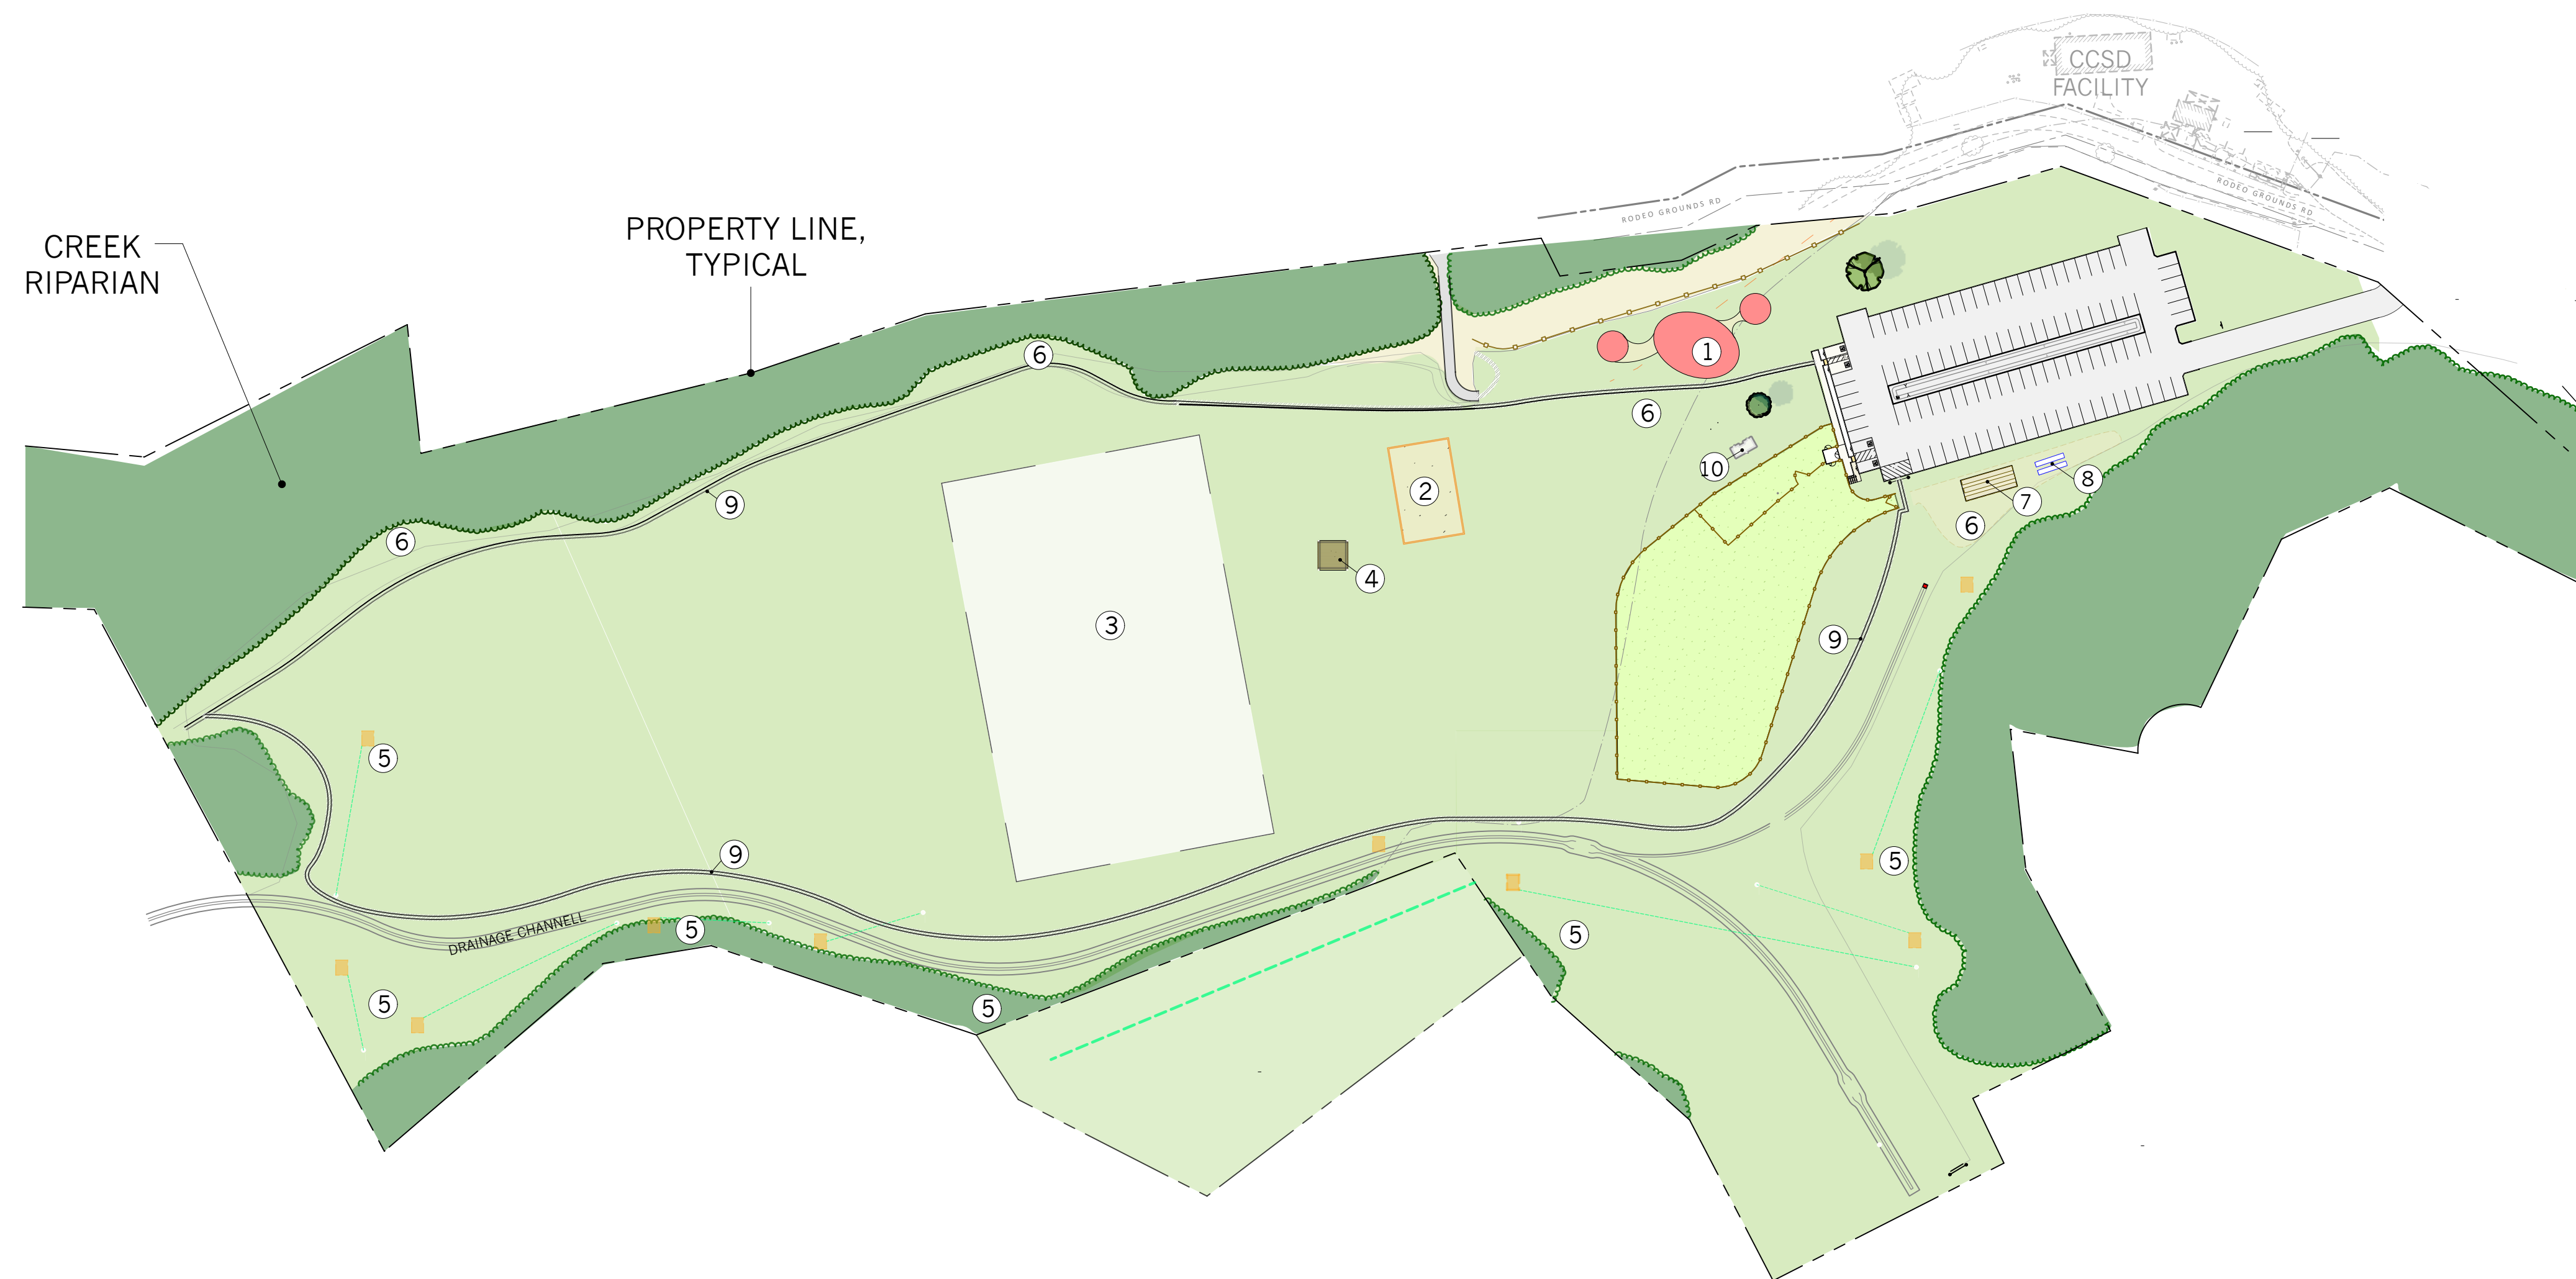 CCSD
FACILITY
RODEO GROUNDS RD
RODEO GROUNDS RD
PROPERTY LINE,
TYPICAL
CREEK
RIPARIAN
1
6
6
10
2
8
7
9
6
6
4
3
9
5
9
5
5
5
DRAINAGE CHANNELL
5
5